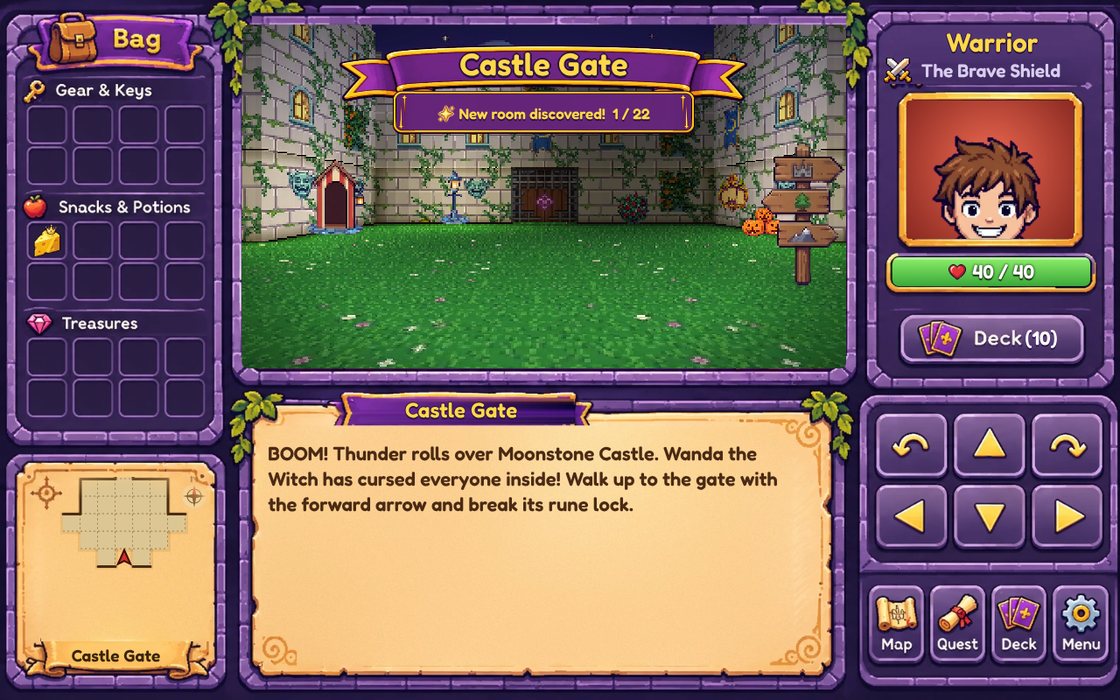 Bag
Gear & Keys
Snacks & Potions
Treasures
Castle Gate
New room discovered! 1 / 22
Warrior
The Brave Shield
40 / 40
Deck (10)
Castle Gate
BOOM! Thunder rolls over Moonstone Castle. Wanda the
Witch has cursed everyone inside! Walk up to the gate with
the forward arrow and break its rune lock.
Castle Gate
Map
Quest
Deck
Menu